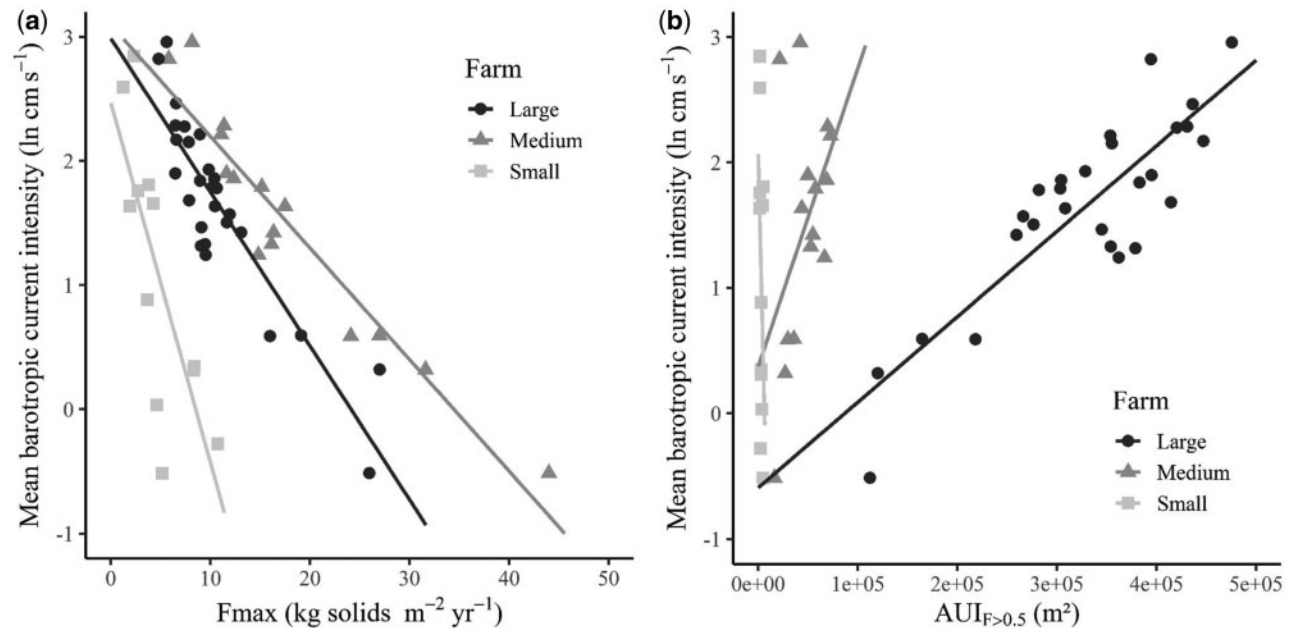 (a)
Mean barotropic current intensity (ln cm s⁻¹)
3
2
1
0
-1
0 10 20 30 40 50
Fmax (kg solids m⁻² yr⁻¹)
Farm
Large
Medium
Small
(b)
Mean barotropic current intensity (ln cm s⁻¹)
3
2
1
0
-1
0e+00 1e+05 2e+05 3e+05 4e+05 5e+05
AUI_F>0.5 (m²)
Farm
Large
Medium
Small